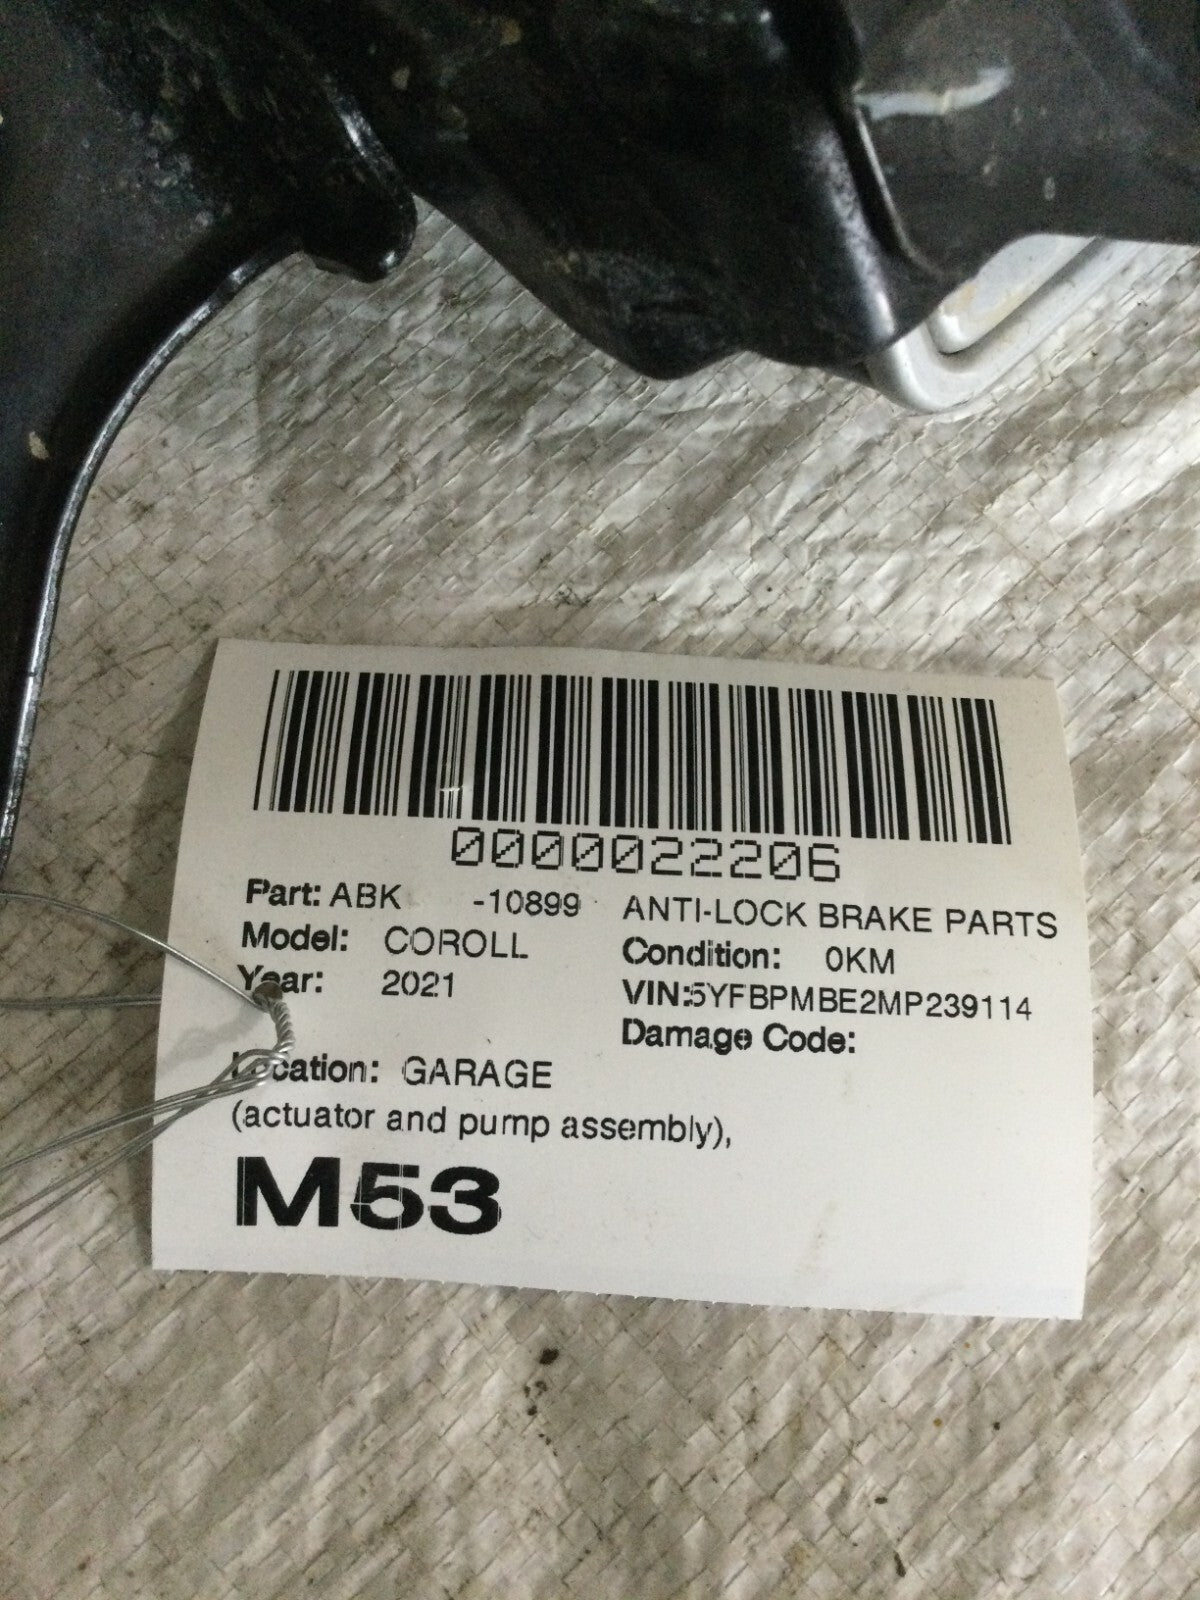 0000022206
Part: ABK -10899 ANTI-LOCK BRAKE PARTS
Model: COROLL Condition: 0KM
Year: 2021 VIN:5YFBPMBE2MP239114
Damage Code:
Location: GARAGE
(actuator and pump assembly),
M53